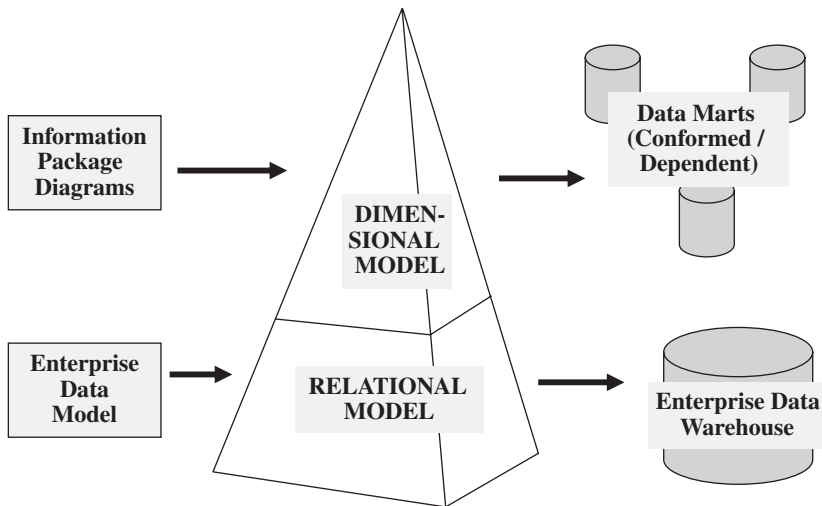 Information
Package
Diagrams
DIMEN-
SIONAL
MODEL
Data Marts
(Conformed /
Dependent)
Enterprise
Data
Model
RELATIONAL
MODEL
Enterprise Data
Warehouse